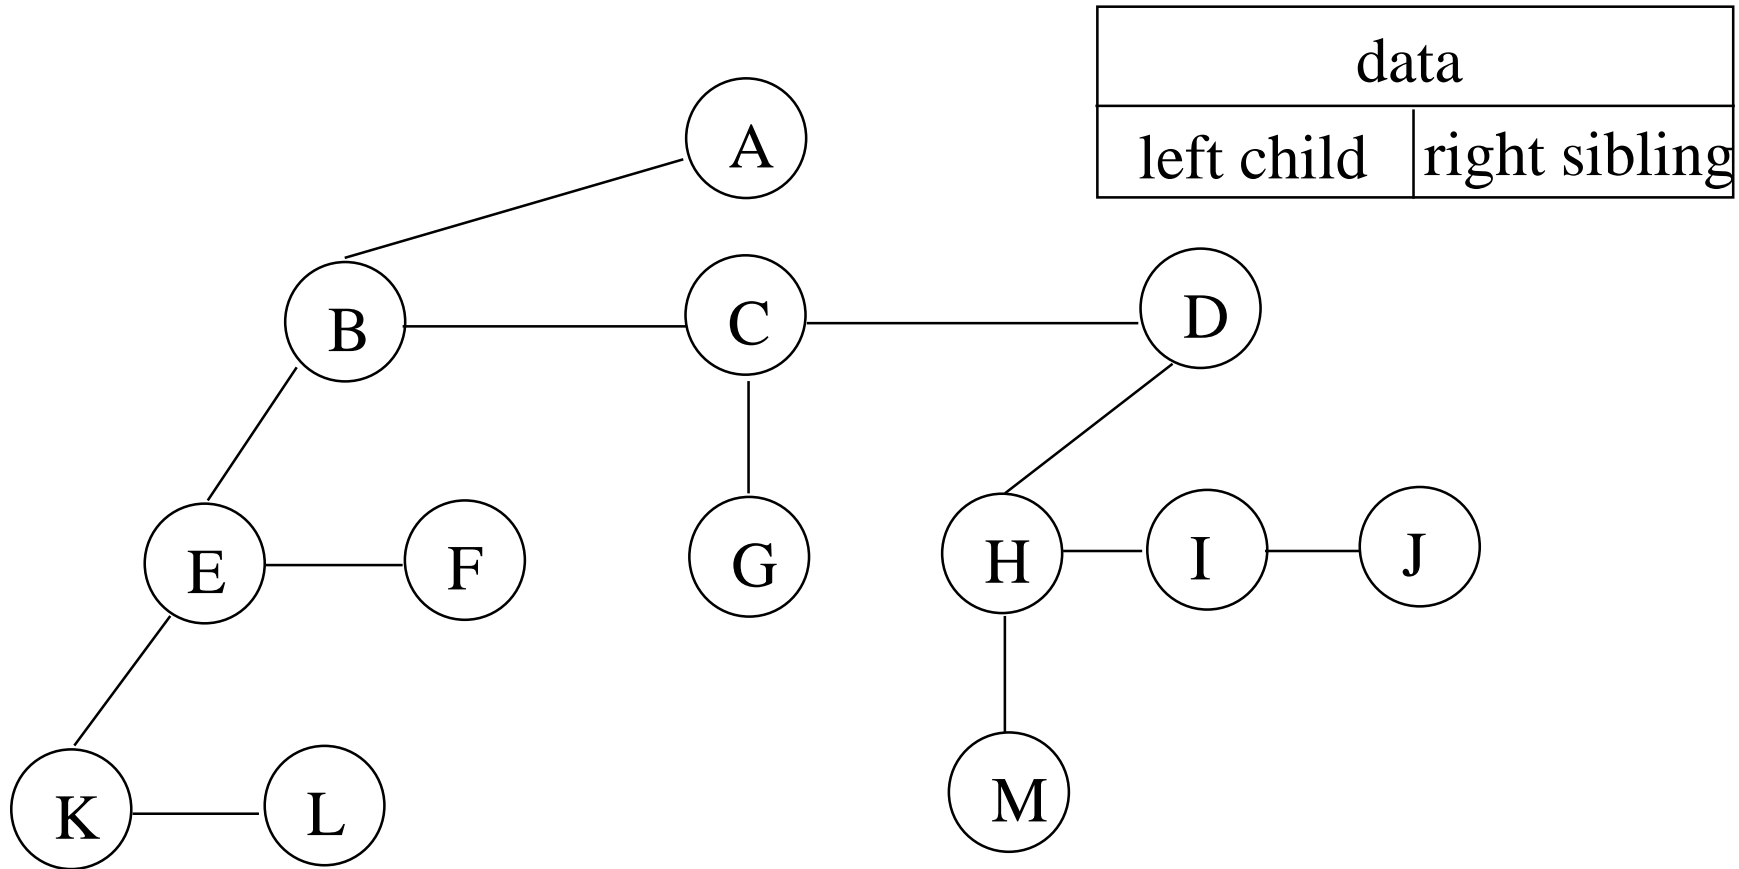 data
left child right sibling
A
B C D
E F G H I J
K L M